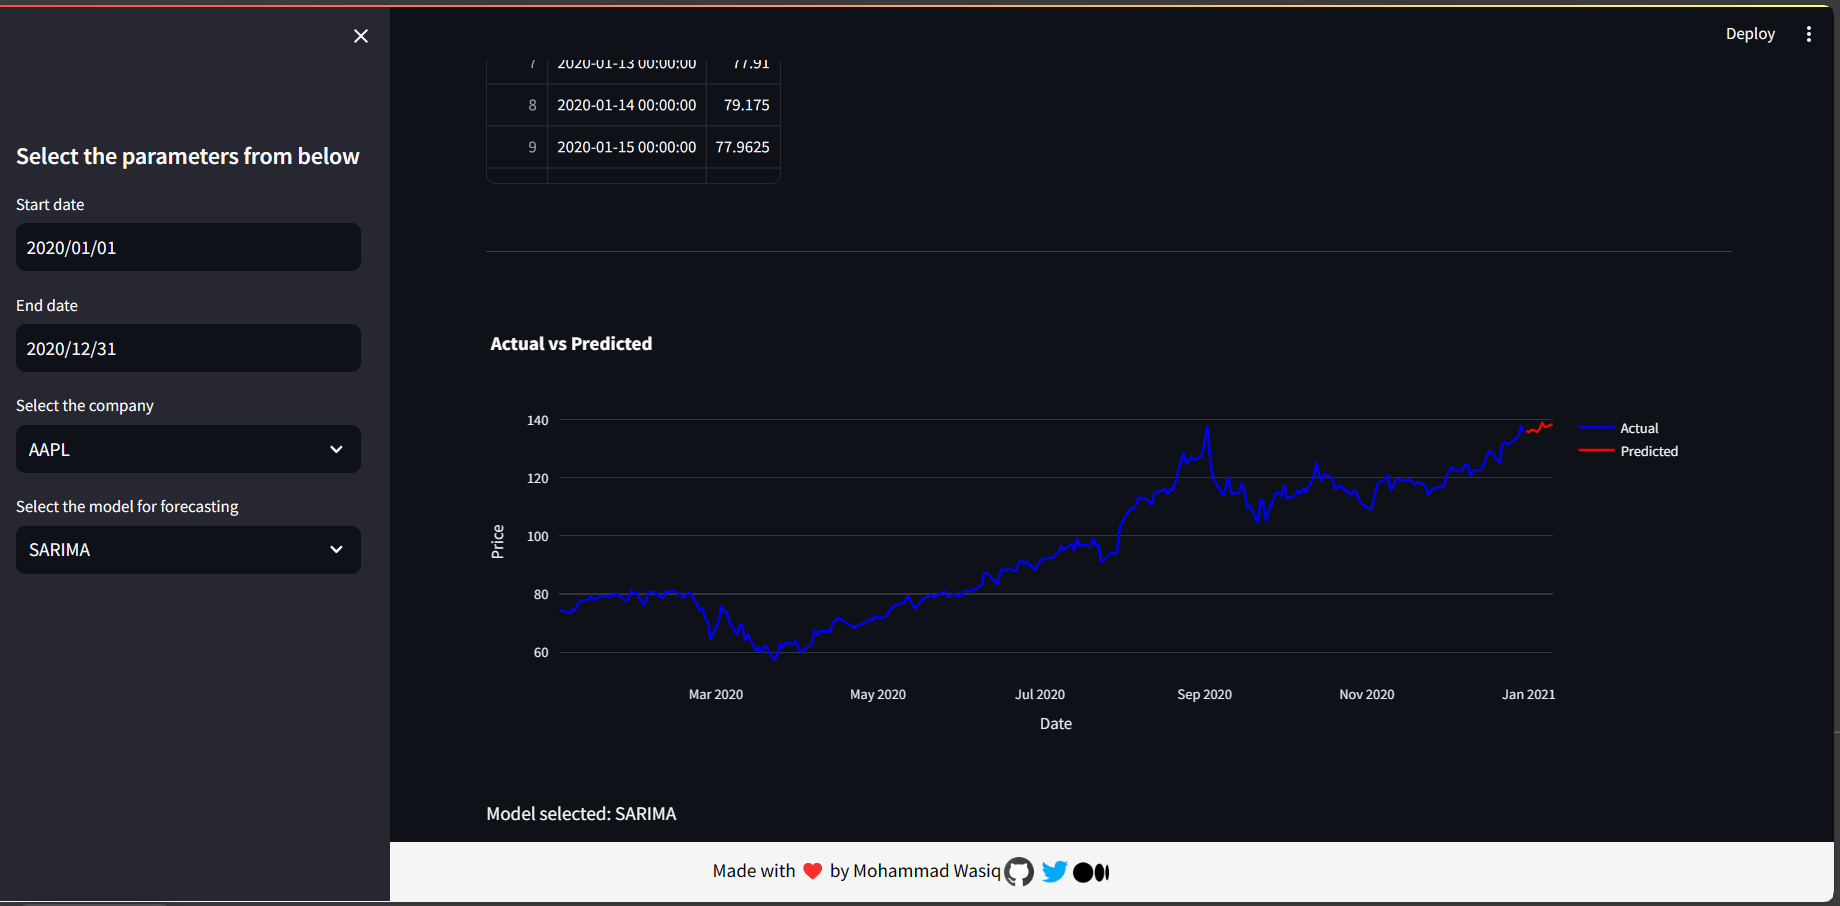 Deploy
Select the parameters from below
Start date
2020/01/01
End date
2020/12/31
Select the company
AAPL
Select the model for forecasting
SARIMA
7 2020-01-13 00:00:00 77.91
8 2020-01-14 00:00:00 79.175
9 2020-01-15 00:00:00 77.9625
Actual vs Predicted
140
120
100
80
60
Price
Mar 2020 May 2020 Jul 2020 Sep 2020 Nov 2020 Jan 2021
Date
Actual
Predicted
Model selected: SARIMA
Made with ❤️ by Mohammad Wasiq